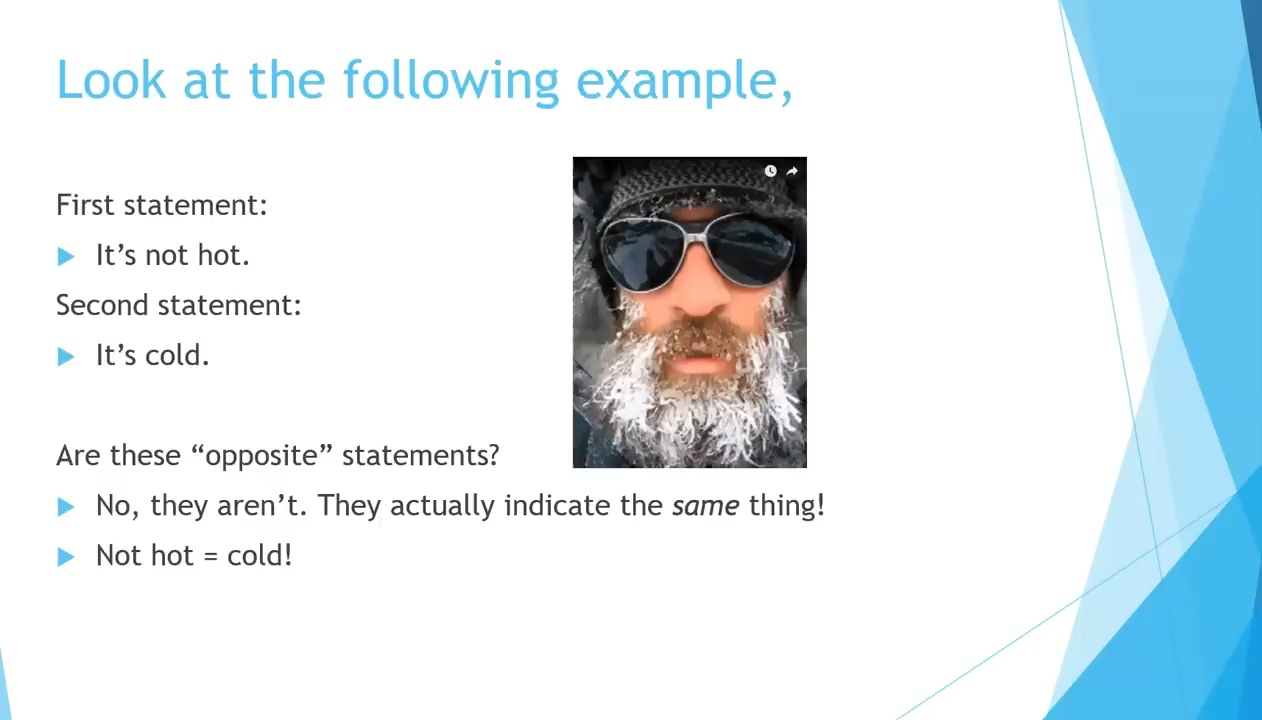 Look at the following example,
First statement:
It’s not hot.
Second statement:
It’s cold.
Are these “opposite” statements?
No, they aren’t. They actually indicate the same thing!
Not hot = cold!